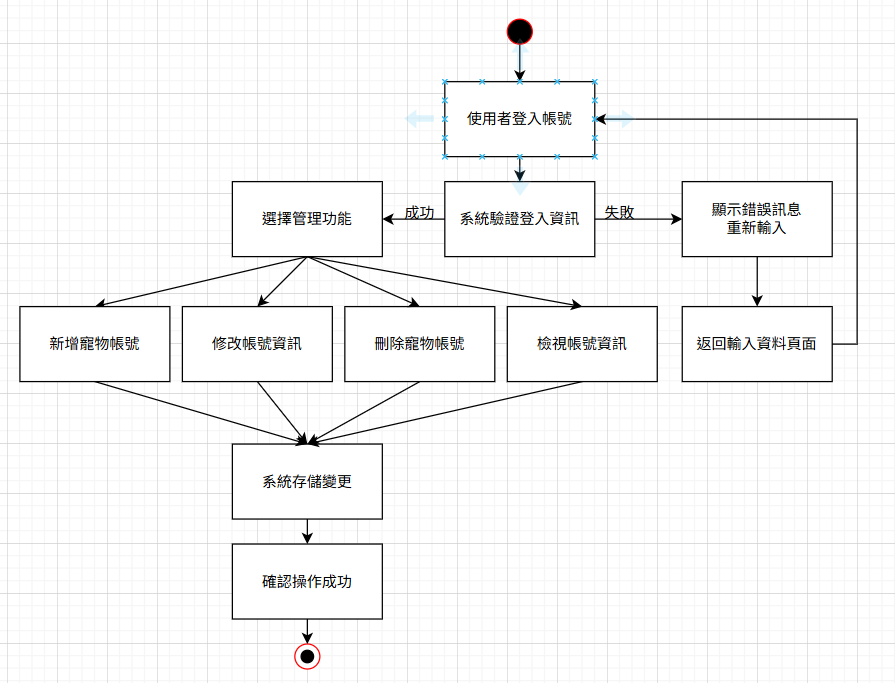 使用者登入帳號
選擇管理功能
成功
系統驗證登入資訊
失敗
顯示錯誤訊息
重新輸入
新增寵物帳號
修改帳號資訊
刪除寵物帳號
檢視帳號資訊
返回輸入資料頁面
系統存儲變更
確認操作成功